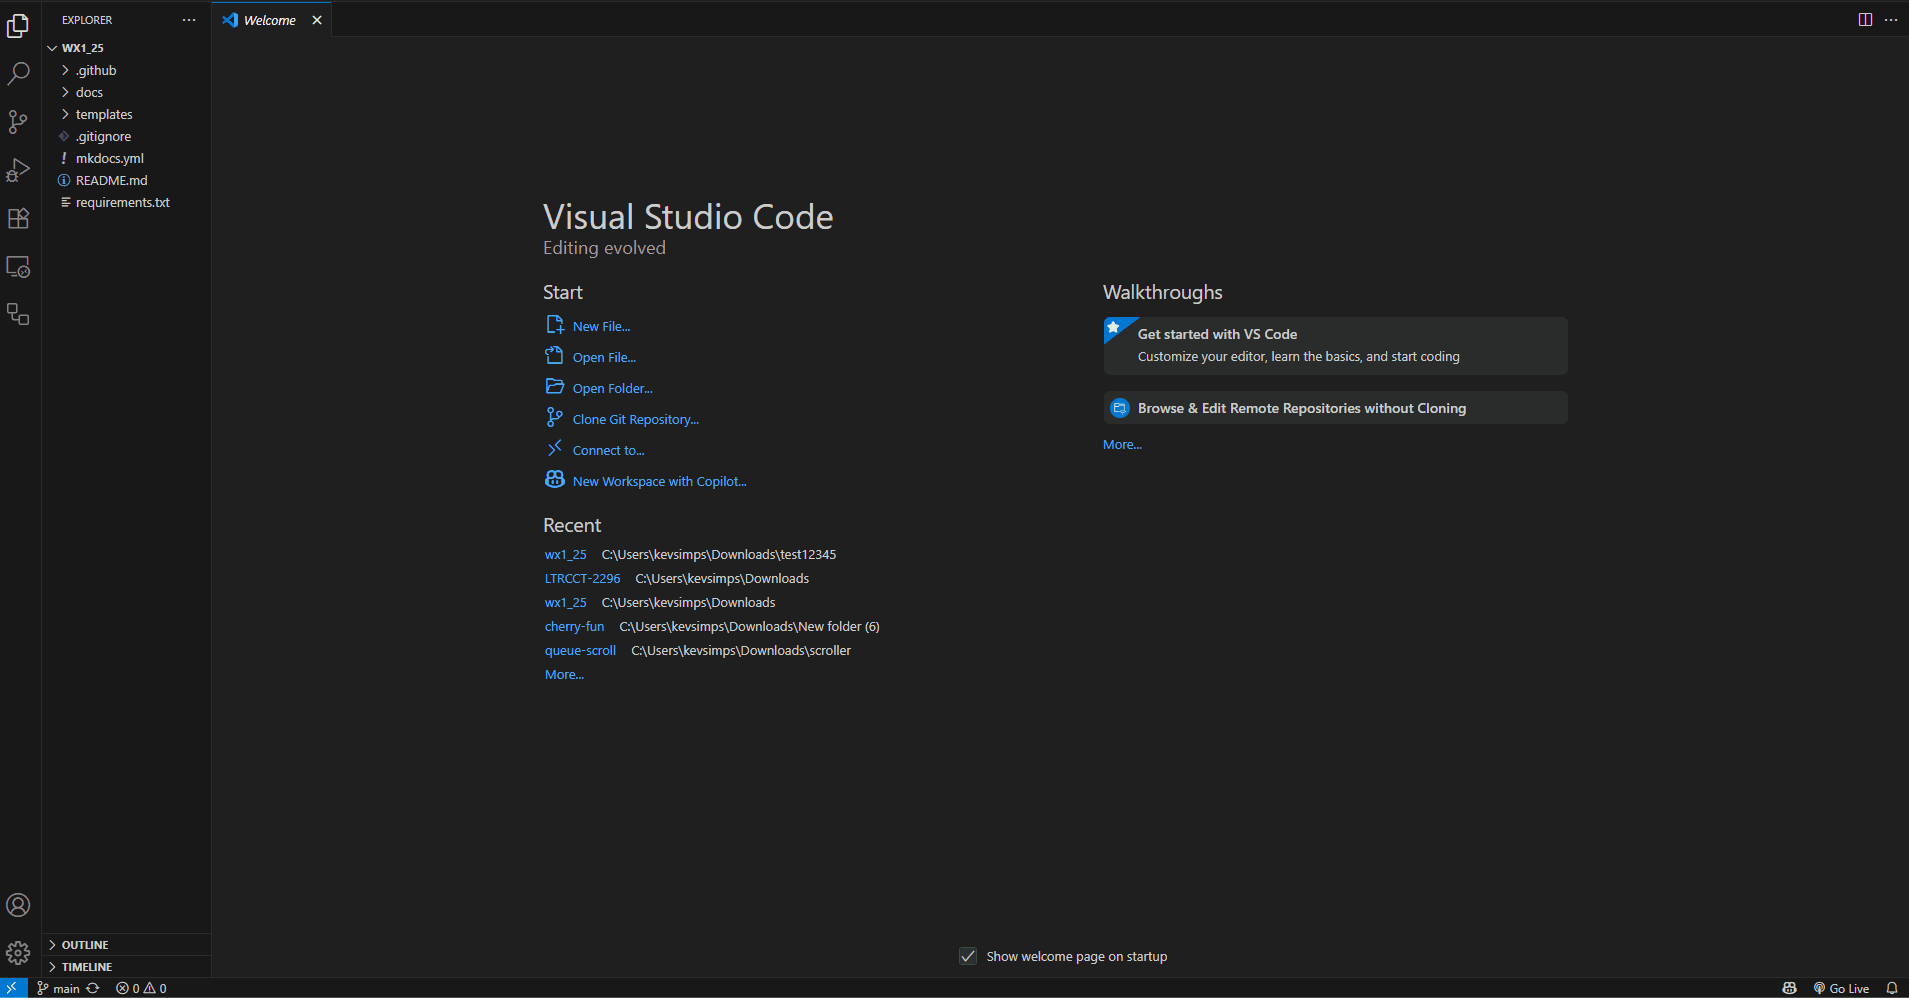 EXPLORER
WX1_25
.github
docs
templates
.gitignore
mkdocs.yml
README.md
requirements.txt
OUTLINE
TIMELINE
Welcome
Visual Studio Code
Editing evolved
Start
New File...
Open File...
Open Folder...
Clone Git Repository...
Connect to...
New Workspace with Copilot...
Recent
wx1_25 C:\Users\kevsimps\Downloads\test12345
LTRCCT-2296 C:\Users\kevsimps\Downloads
wx1_25 C:\Users\kevsimps\Downloads
cherry-fun C:\Users\kevsimps\Downloads\New folder (6)
queue-scroll C:\Users\kevsimps\Downloads\scroller
More...
Walkthroughs
Get started with VS Code
Customize your editor, learn the basics, and start coding
Browse & Edit Remote Repositories without Cloning
More...
Show welcome page on startup
main 0 0 Go Live